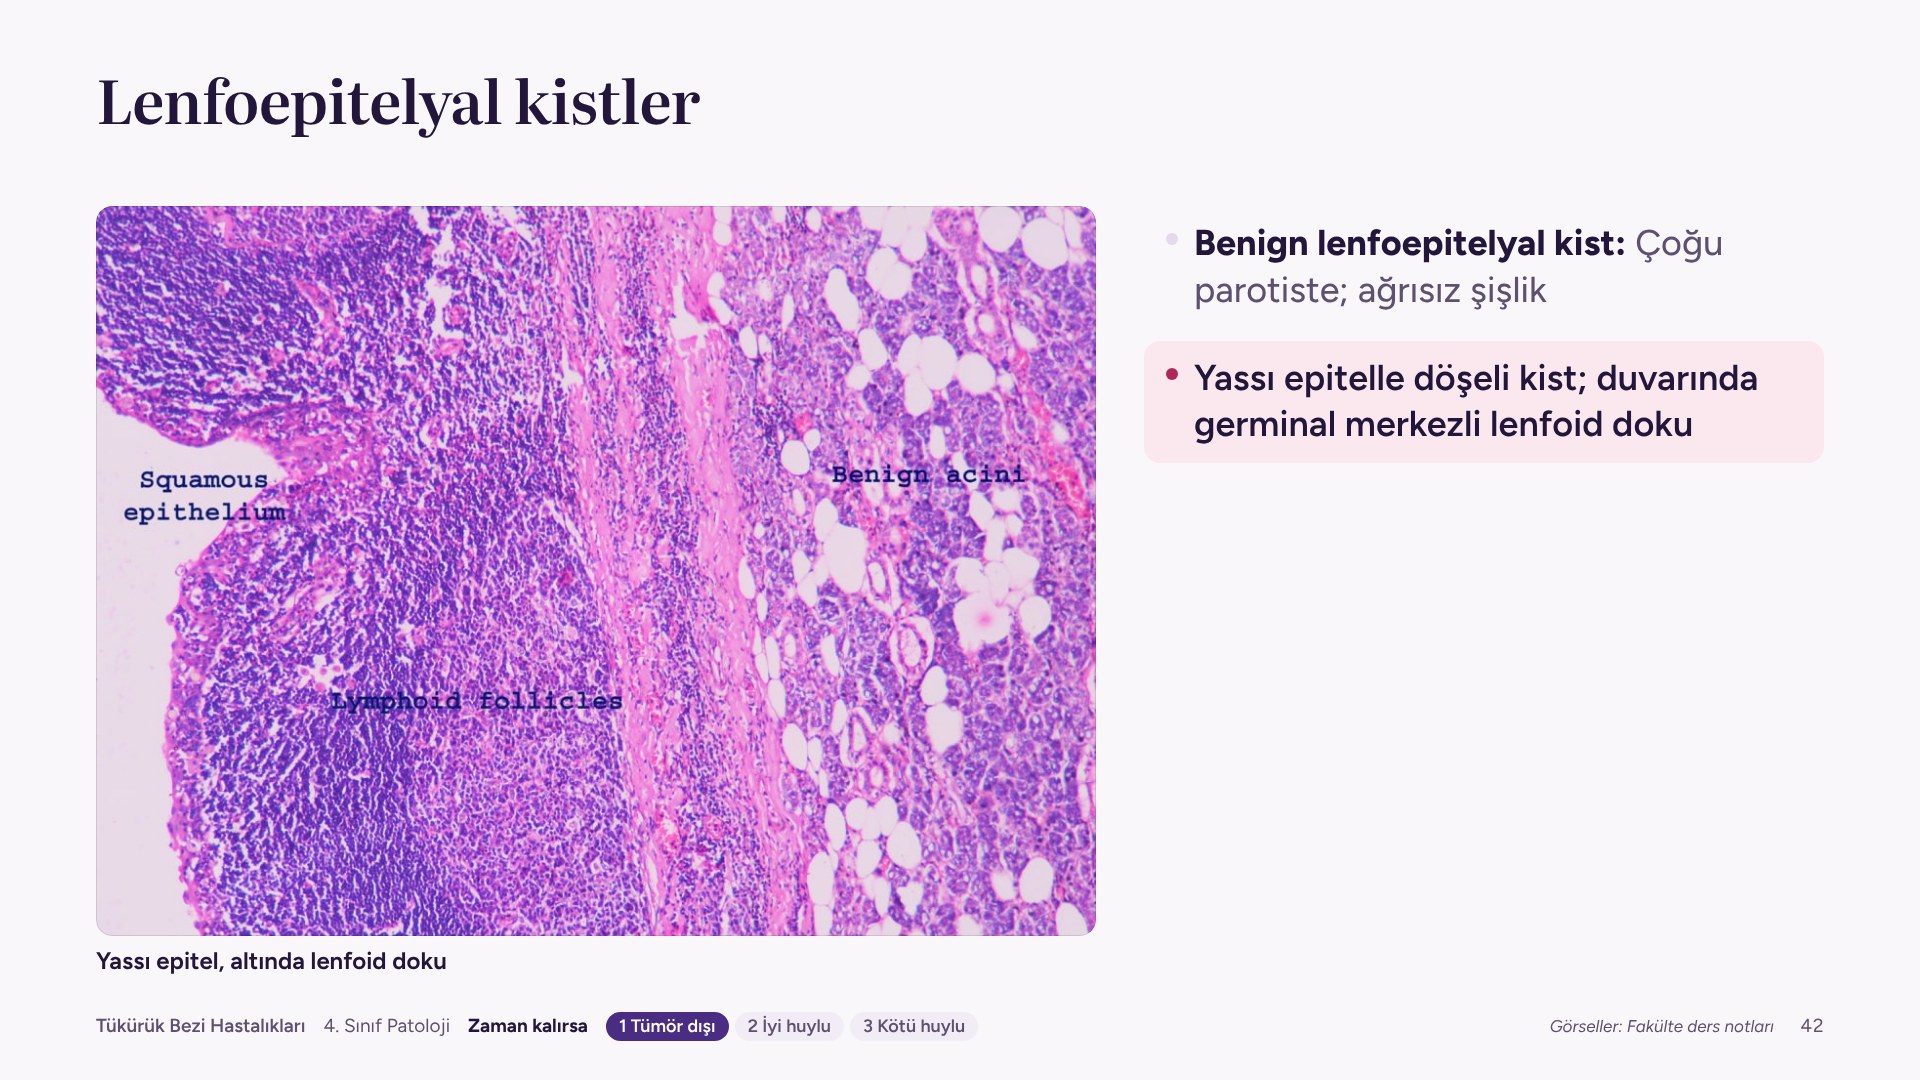 Lenfoepitelyal kistler
Squamous
epithelium
Benign acini
Lymphoid follicles
Yassı epitel, altında lenfoid doku
Benign lenfoepitelyal kist: Çoğu
parotiste; ağrısız şişlik
Yassı epitelle döşeli kist; duvarında
germinal merkezli lenfoid doku
Tükürük Bezi Hastalıkları 4. Sınıf Patoloji Zaman kalırsa 1 Tümör dışı 2 İyi huylu 3 Kötü huylu
Görseller: Fakülte ders notları 42